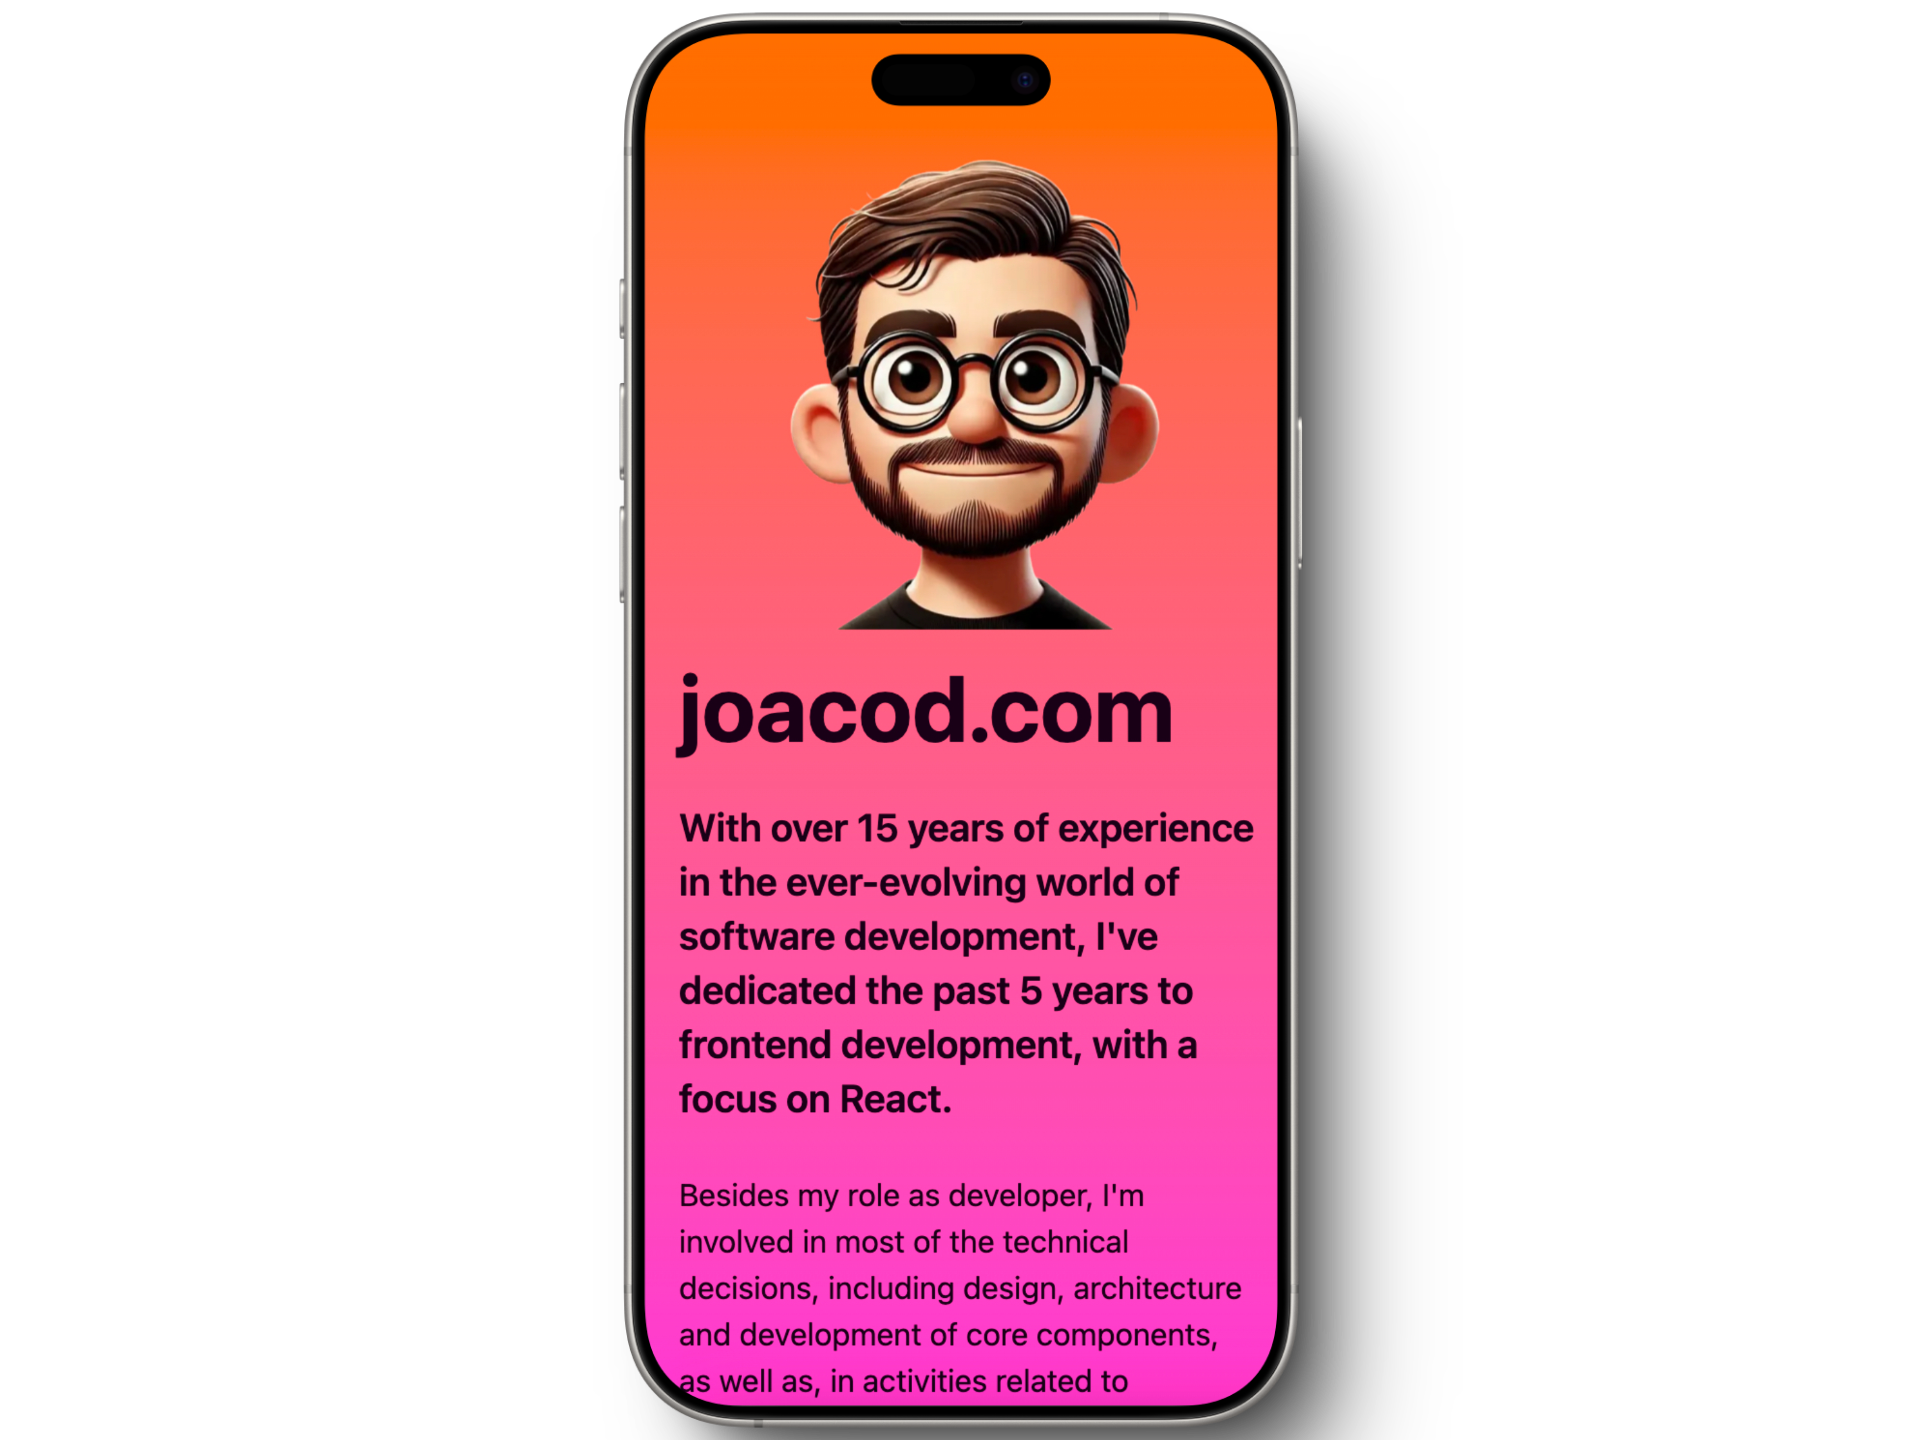 joacod.com
With over 15 years of experience
in the ever-evolving world of
software development, I've
dedicated the past 5 years to
frontend development, with a
focus on React.
Besides my role as developer, I'm
involved in most of the technical
decisions, including design, architecture
and development of core components,
as well as, in activities related to